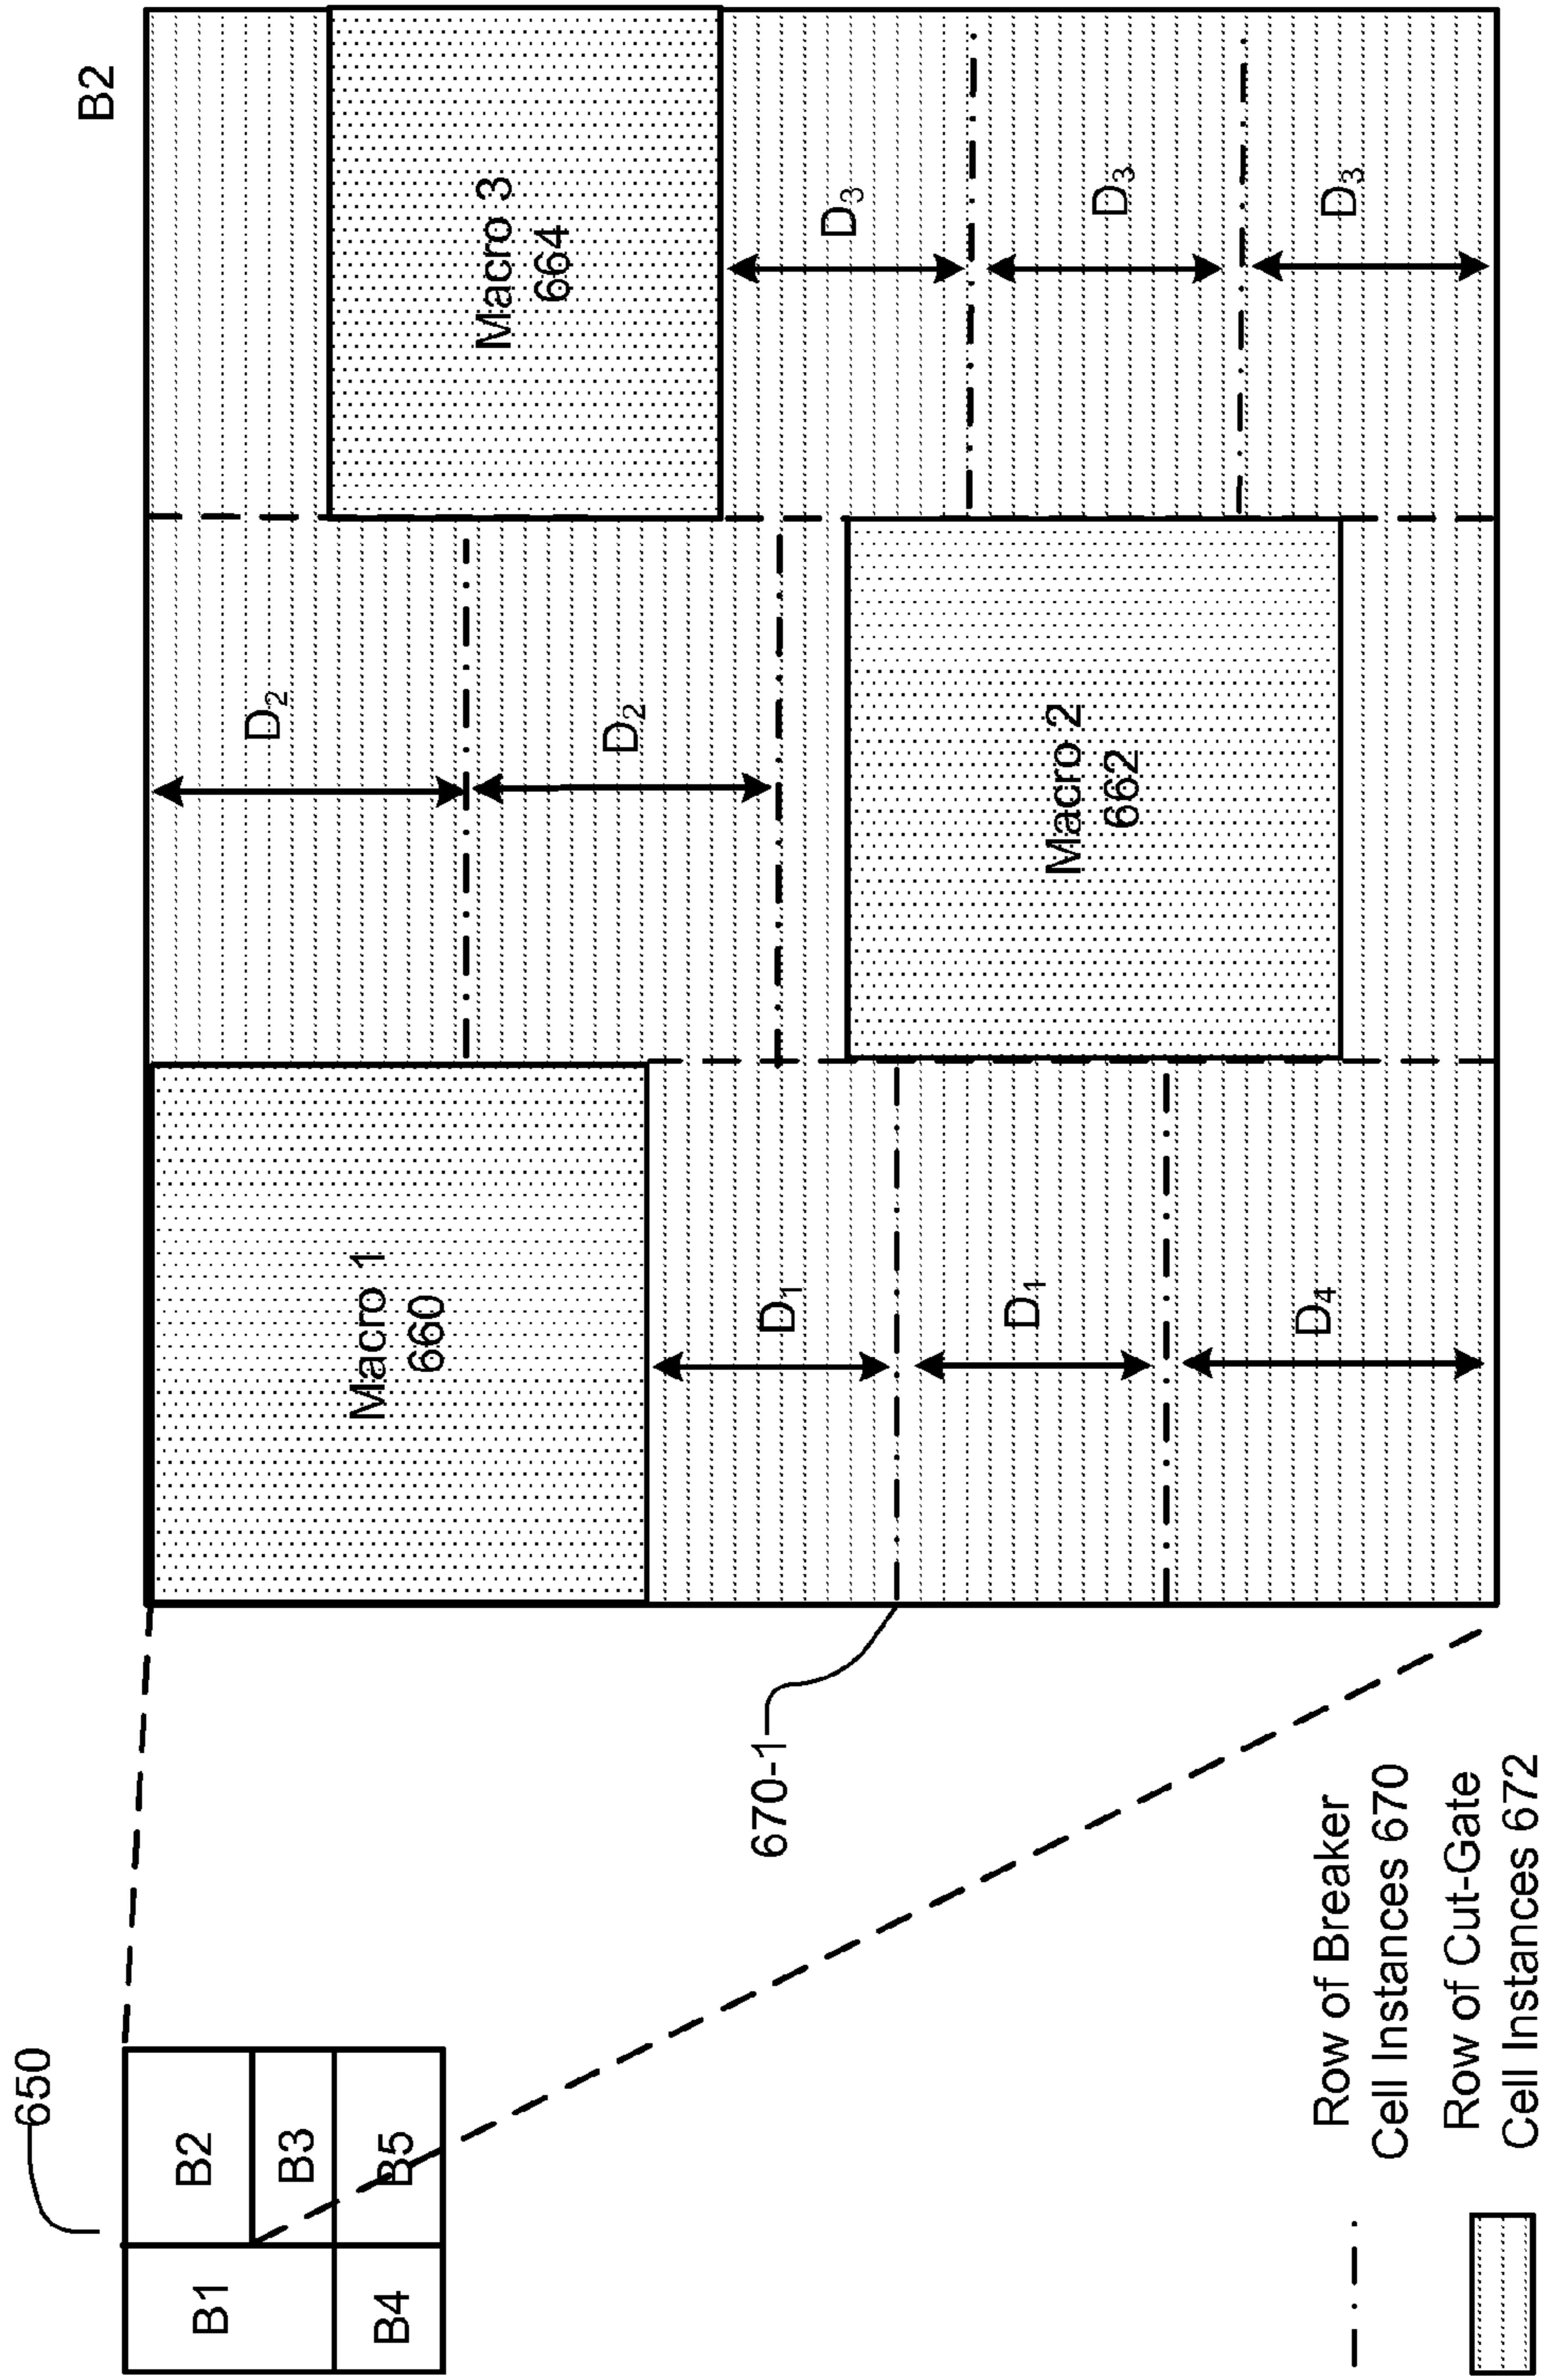 650
B1
B2
B3
B4
B5
B2
Macro 1
660
D₂
D₂
Macro 3
664
D₁
D₁
D₄
Macro 2
662
D₃
D₃
D₃
670-1
Row of Breaker
Cell Instances 670
Row of Cut-Gate
Cell Instances 672